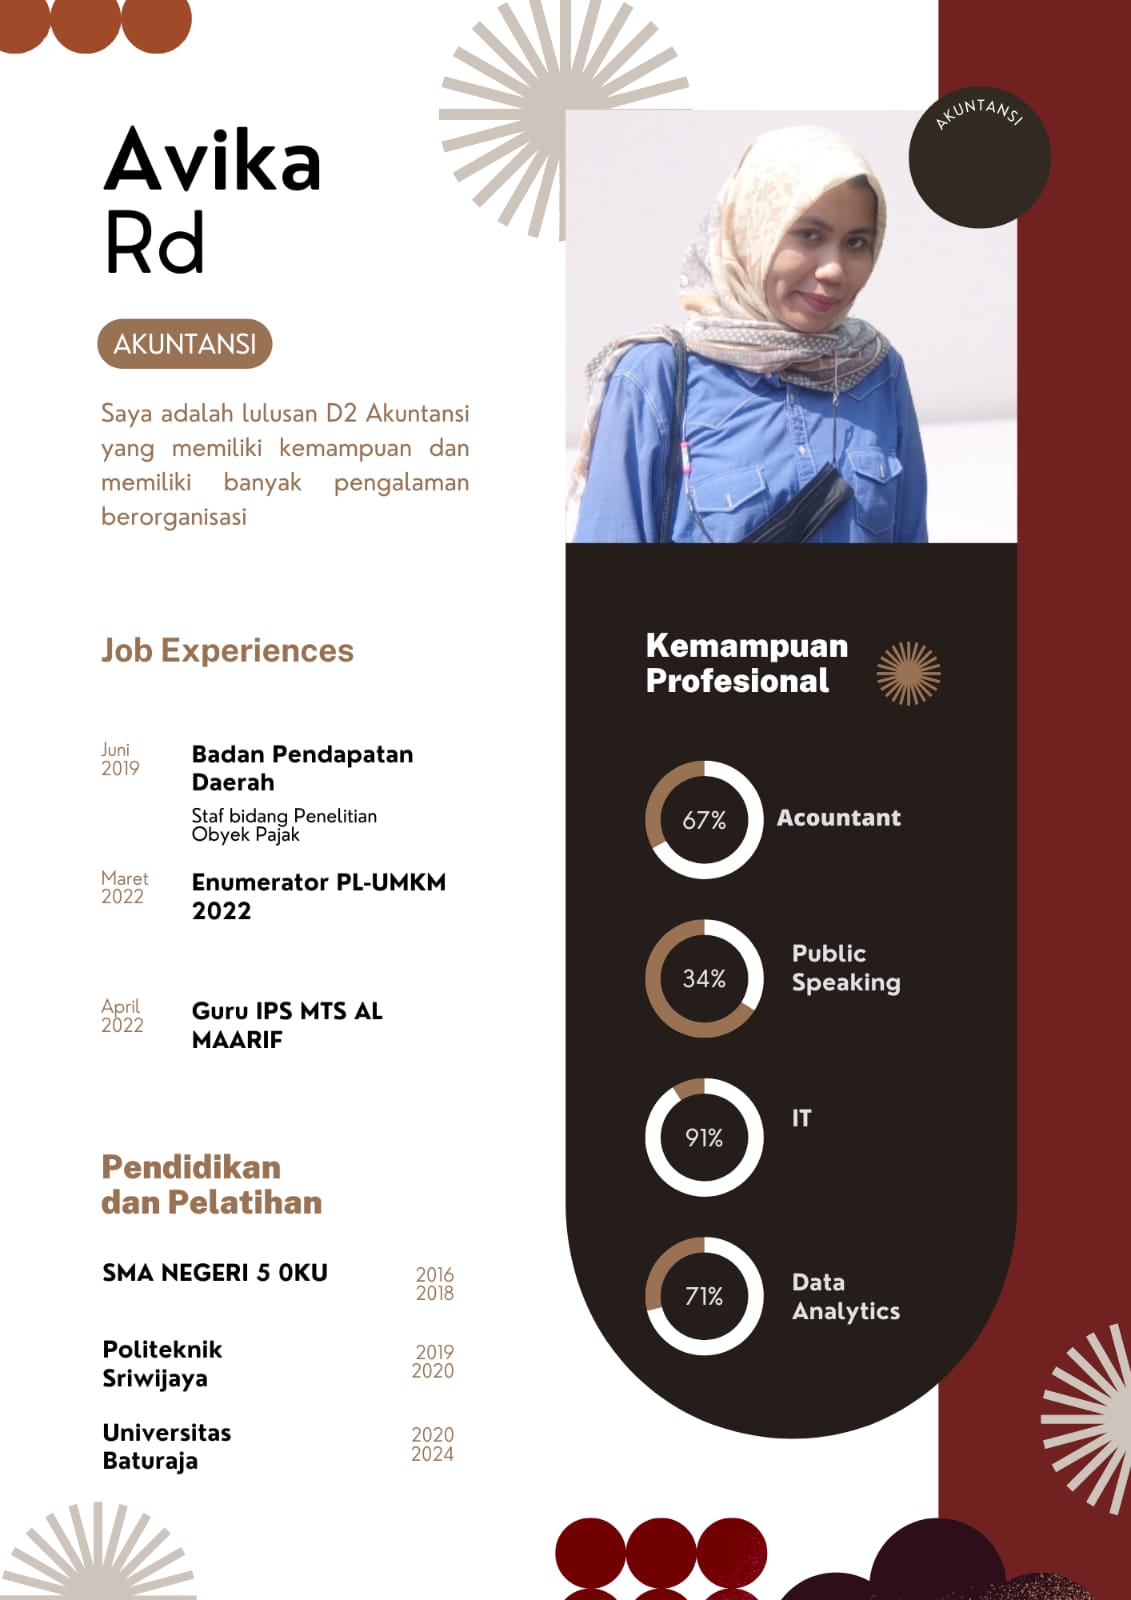 Avika
Rd
AKUNTANSI
AKUNTANSI
Saya adalah lulusan D2 Akuntansi
yang memiliki kemampuan dan
memiliki banyak pengalaman
berorganisasi
Job Experiences
Juni
2019
Badan Pendapatan
Daerah
Staf bidang Penelitian
Obyek Pajak
Maret
2022
Enumerator PL-UMKM
2022
April
2022
Guru IPS MTS AL
MAARIF
Pendidikan
dan Pelatihan
SMA NEGERI 5 0KU
2016
2018
Politeknik
Sriwijaya
2019
2020
Universitas
Baturaja
2020
2024
Kemampuan
Profesional
67%
Acountant
34%
Public
Speaking
91%
IT
71%
Data
Analytics